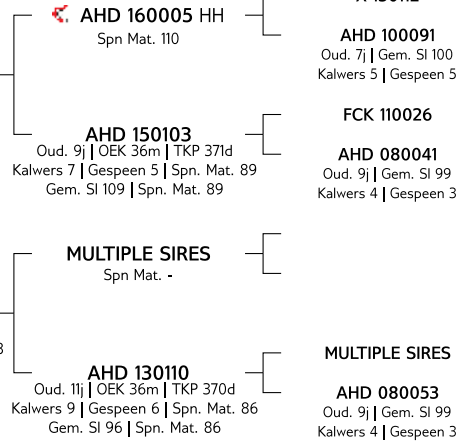 AHD 160005 HH
Spn Mat. 110
AHD 100091
Oud. 7j | Gem. SI 100
Kalwers 5 | Gespeen 5
FCK 110026
AHD 150103
Oud. 9j | OEK 36m | TKP 371d
Kalwers 7 | Gespeen 5 | Spn. Mat. 89
Gem. SI 109 | Spn. Mat. 89
AHD 080041
Oud. 9j | Gem. SI 99
Kalwers 4 | Gespeen 3
MULTIPLE SIRES
Spn Mat. -
MULTIPLE SIRES
AHD 130110
Oud. 11j | OEK 36m | TKP 370d
Kalwers 9 | Gespeen 6 | Spn. Mat. 86
Gem. SI 96 | Spn. Mat. 86
AHD 080053
Oud. 9j | Gem. SI 99
Kalwers 4 | Gespeen 3